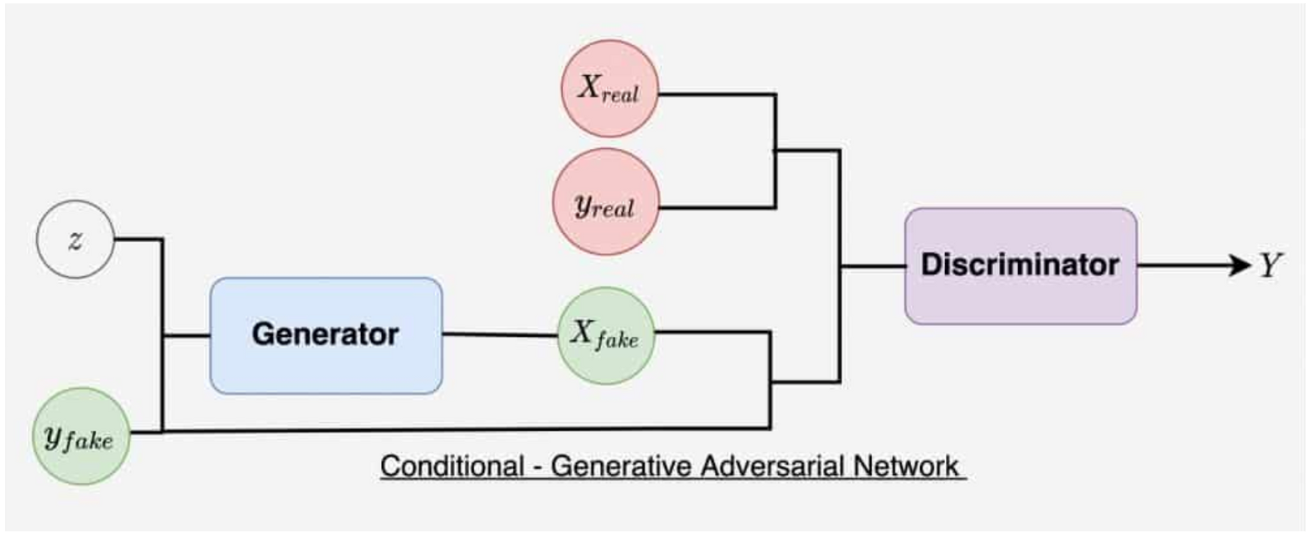 X_real
y_real
z
Discriminator
Y
Generator
X_fake
y_fake
Conditional - Generative Adversarial Network